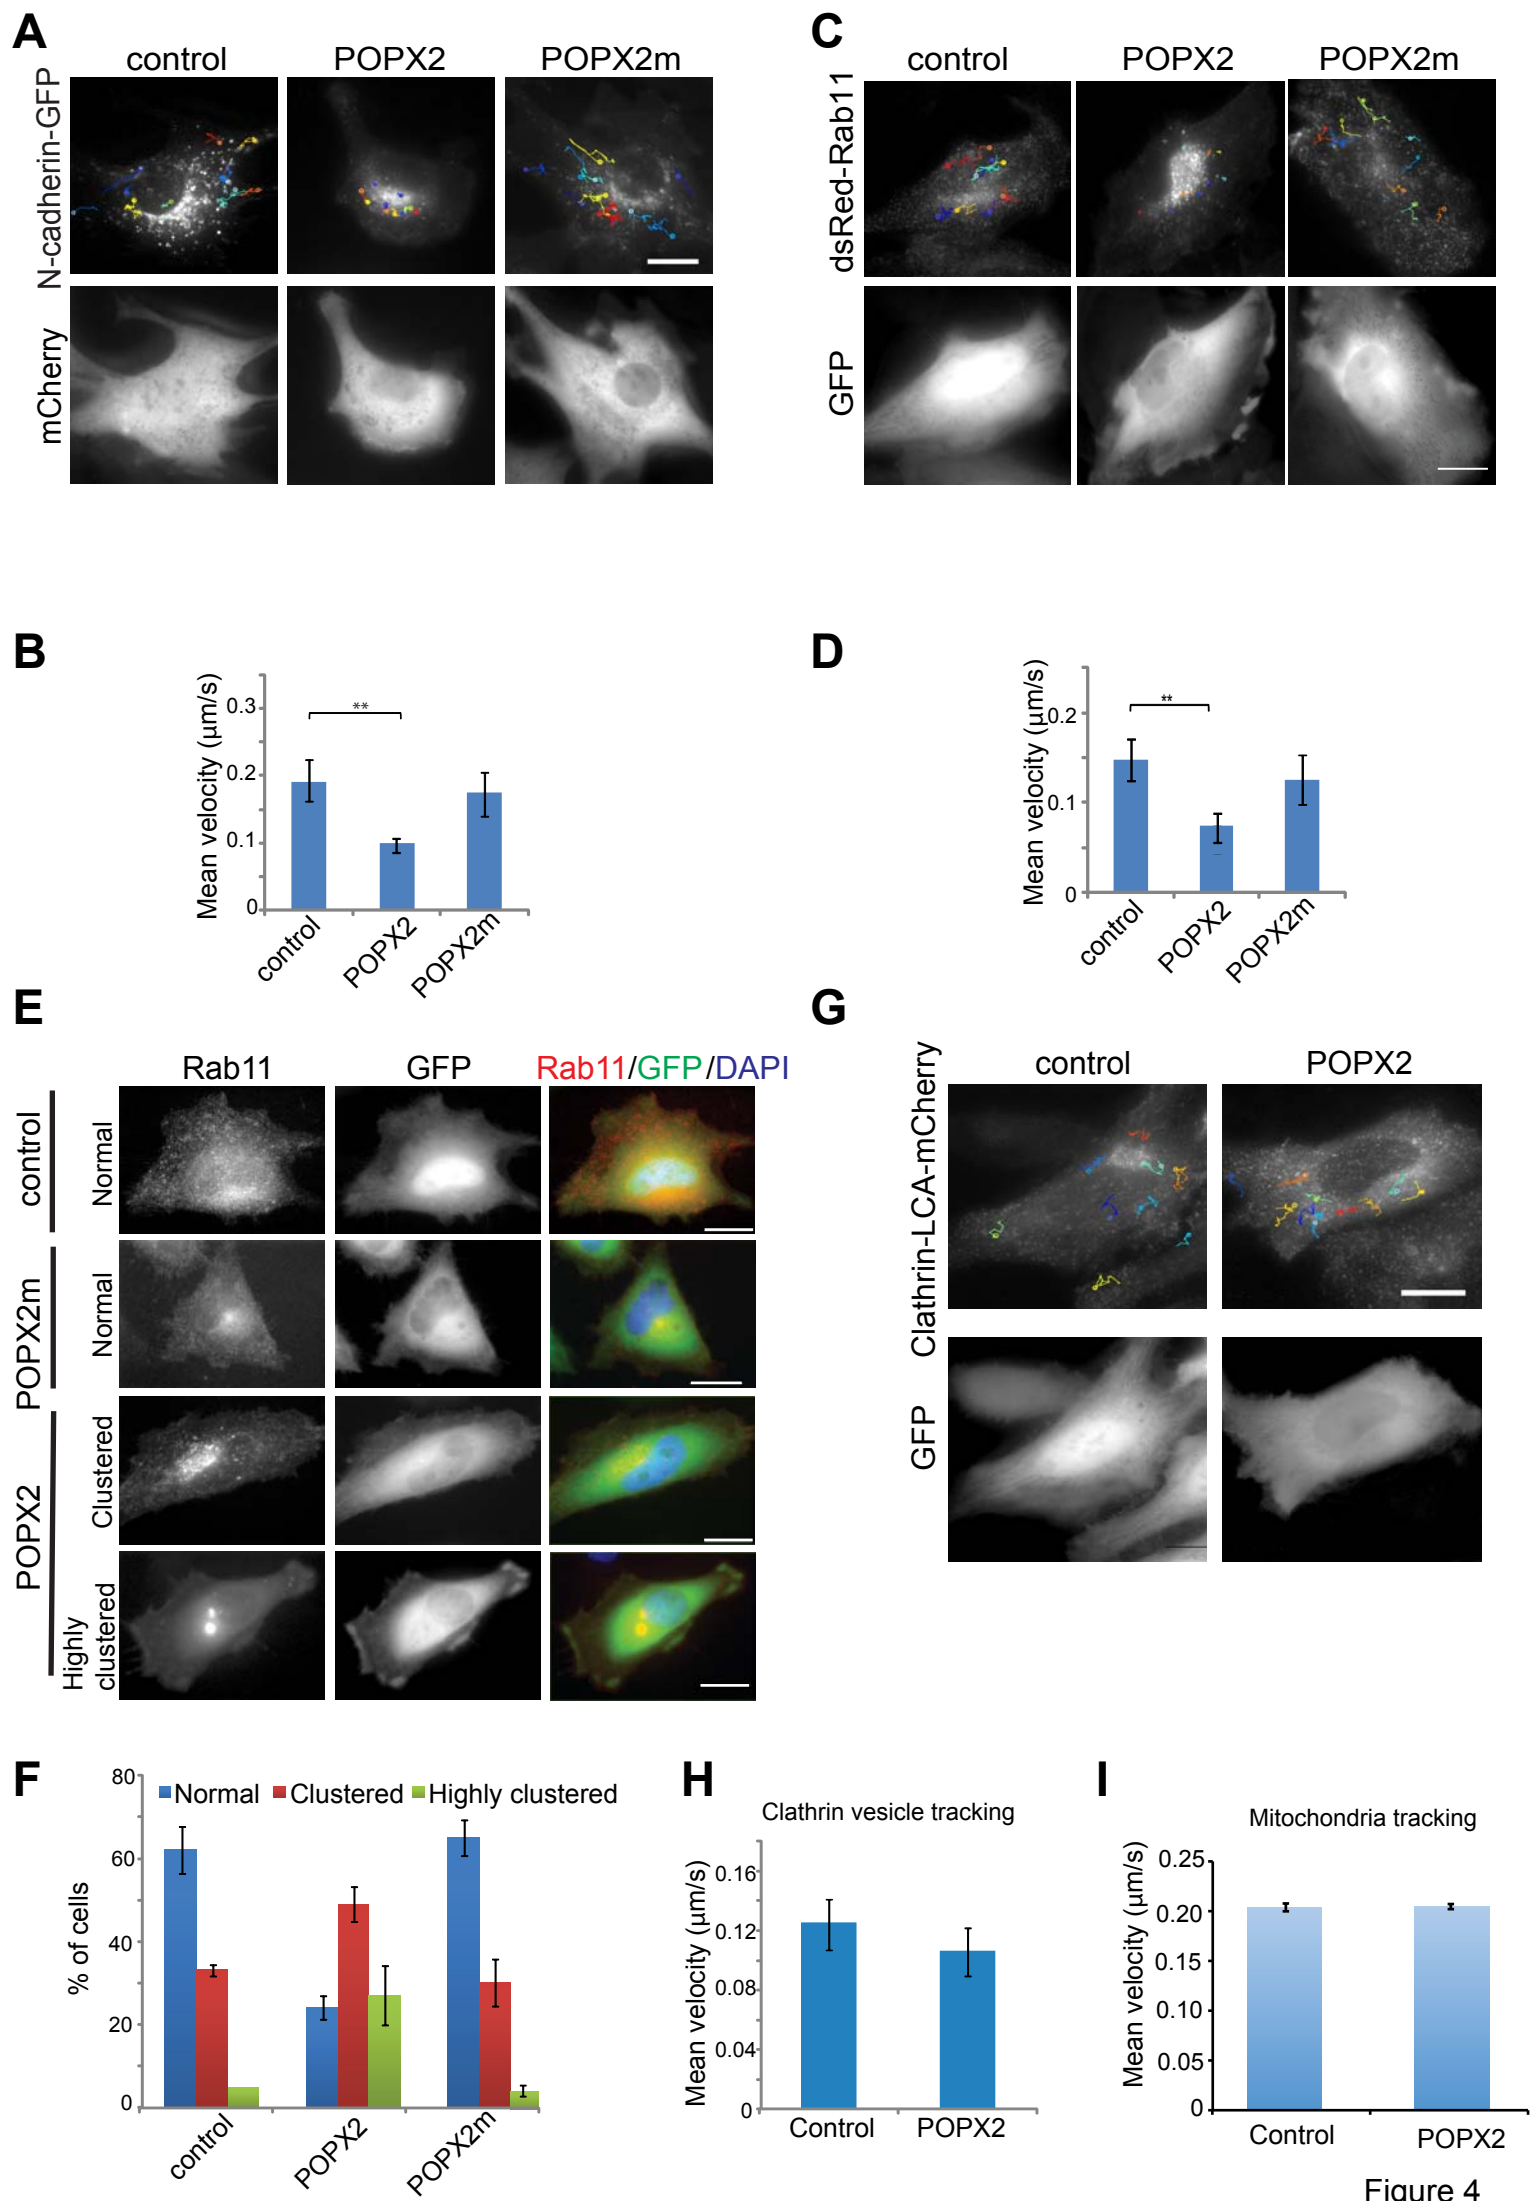 A
control POPX2 POPX2m
N-cadherin-GFP
mCherry
C
control POPX2 POPX2m
dsRed-Rab11
GFP
B
Mean velocity (µm/s)
0.3
0.2
0.1
0
**
control POPX2 POPX2m
D
Mean velocity (µm/s)
0.2
0.1
0
**
control POPX2 POPX2m
E
Rab11 GFP Rab11/GFP/DAPI
control
Normal
POPX2m
Normal
POPX2
Clustered
Highly
clustered
G
control POPX2
Clathrin-LCA-mCherry
GFP
F
Normal Clustered Highly clustered
% of cells
80
60
40
20
0
control POPX2 POPX2m
H
Clathrin vesicle tracking
Mean velocity (µm/s)
0.16
0.12
0.08
0.04
0
Control POPX2
I
Mitochondria tracking
Mean velocity (µm/s)
0.25
0.20
0.15
0.10
0.05
0
Control POPX2
Figure 4